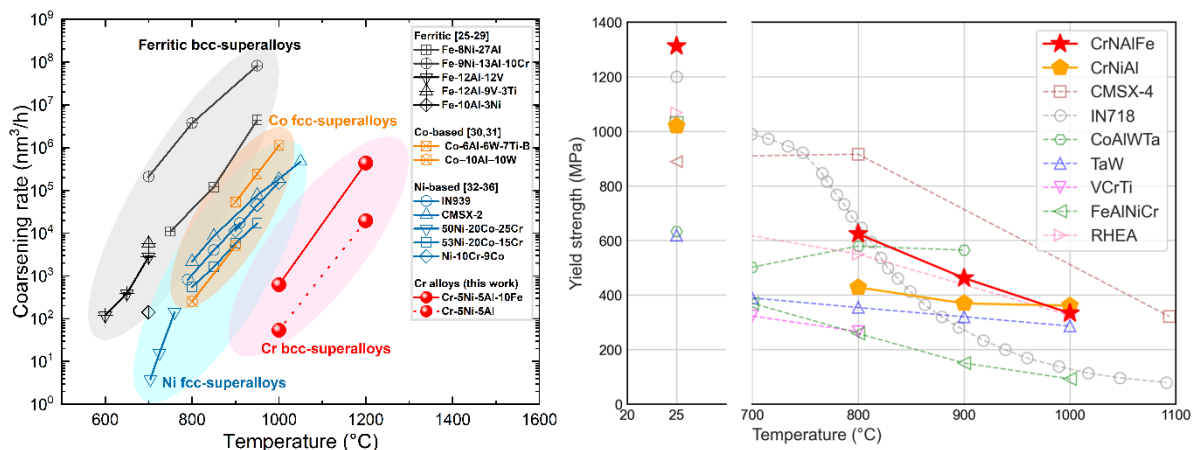 Coarsening rate (nm³/h)
10⁹
10⁸
10⁷
10⁶
10⁵
10⁴
10³
10²
10¹
10⁰
600 800 1000 1200 1400 1600
Temperature (°C)
Ferritic bcc-superalloys
Co fcc-superalloys
Ni fcc-superalloys
Cr bcc-superalloys
Ferritic [25-29]
Fe-8Ni-27Al
Fe-9Ni-13Al-10Cr
Fe-12Al-12V
Fe-12Al-9V-3Ti
Fe-10Al-3Ni
Co-based [30,31]
Co-6Al-6W-7Ti-B
Co-10Al-10W
Ni-based [32-36]
IN939
CMSX-2
50Ni-20Co-25Cr
53Ni-20Co-15Cr
Ni-10Cr-9Co
Cr alloys (this work)
Cr-5Ni-5Al-10Fe
Cr-5Ni-5Al
Yield strength (MPa)
1400
1200
1000
800
600
400
200
0
20 25 30 700 800 900 1000 1100
Temperature (°C)
CrNAlFe
CrNiAl
CMSX-4
IN718
CoAlWTa
TaW
VCrTi
FeAlNiCr
RHEA